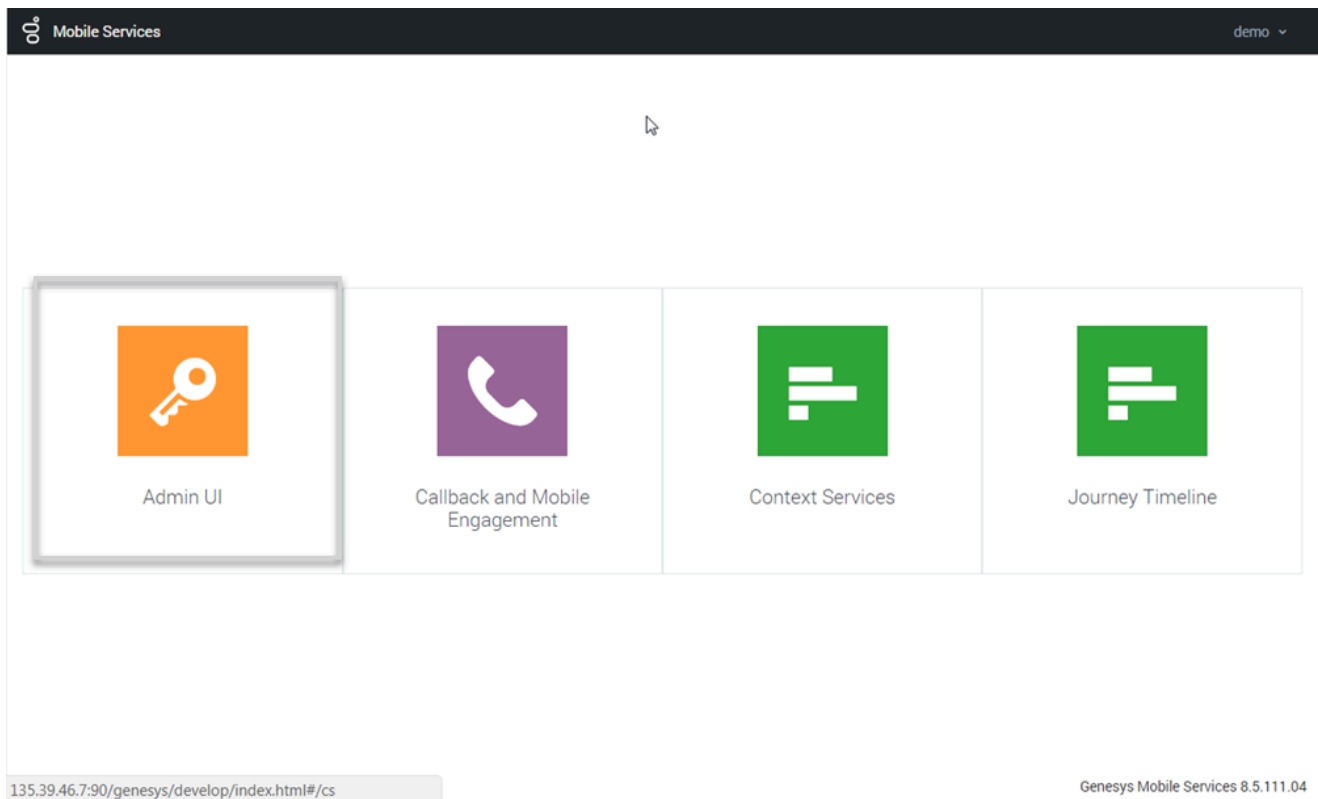 Mobile Services
demo
Admin UI
Callback and Mobile
Engagement
Context Services
Journey Timeline
135.39.46.7:90/genesys/develop/index.html#/cs
Genesys Mobile Services 8.5.111.04